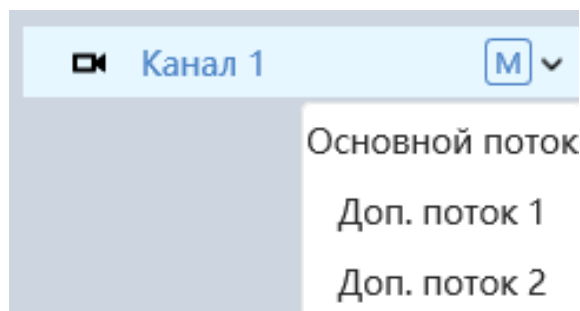 Канал 1 M
Основной поток
Доп. поток 1
Доп. поток 2